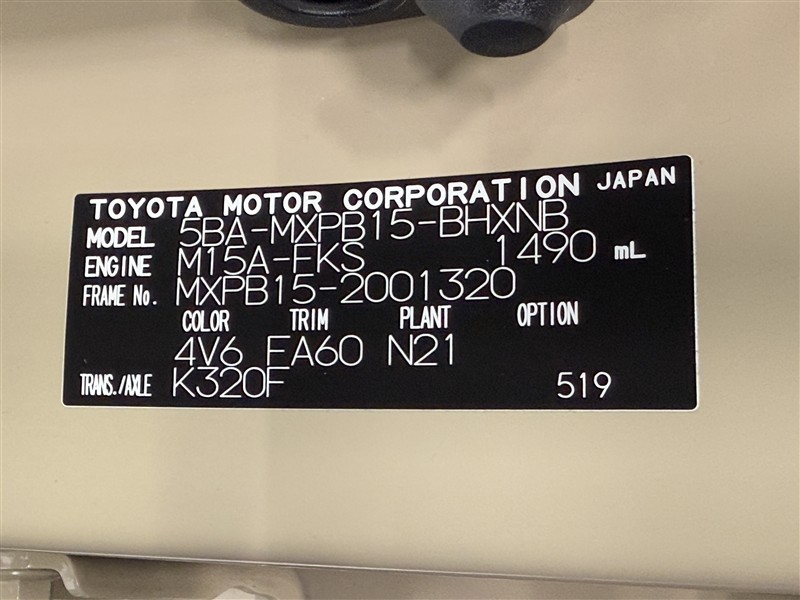 TOYOTA MOTOR CORPORATION JAPAN
MODEL 5BA-MXPB15-BHXNB
ENGINE M15A-FKS 1490 mL
FRAME No. MXPB15-2001320
COLOR TRIM PLANT OPTION
4V6 FA60 N21
TRANS./AXLE K320F 519